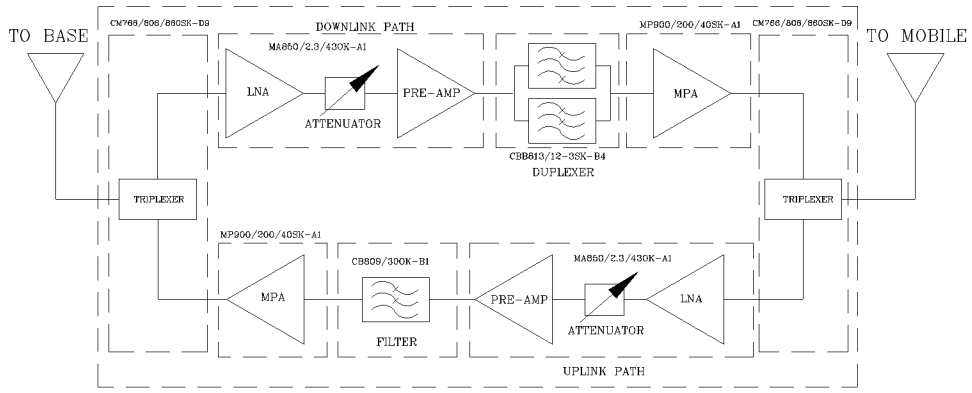 CM766/806/860SK-D9
MP900/200/40SK-A1
CM766/806/860SK-D9
DOWNLINK PATH
TO BASE
TO MOBILE
MA850/2.3/430K-A1
LNA
PRE-AMP
MPA
ATTENUATOR
CBB813/12-3SK-B4
DUPLEXER
TRIPLEXER
TRIPLEXER
MP900/200/40SK-A1
CB809/300K-B1
MA850/2.3/430K-A1
MPA
PRE-AMP
LNA
ATTENUATOR
FILTER
UPLINK PATH